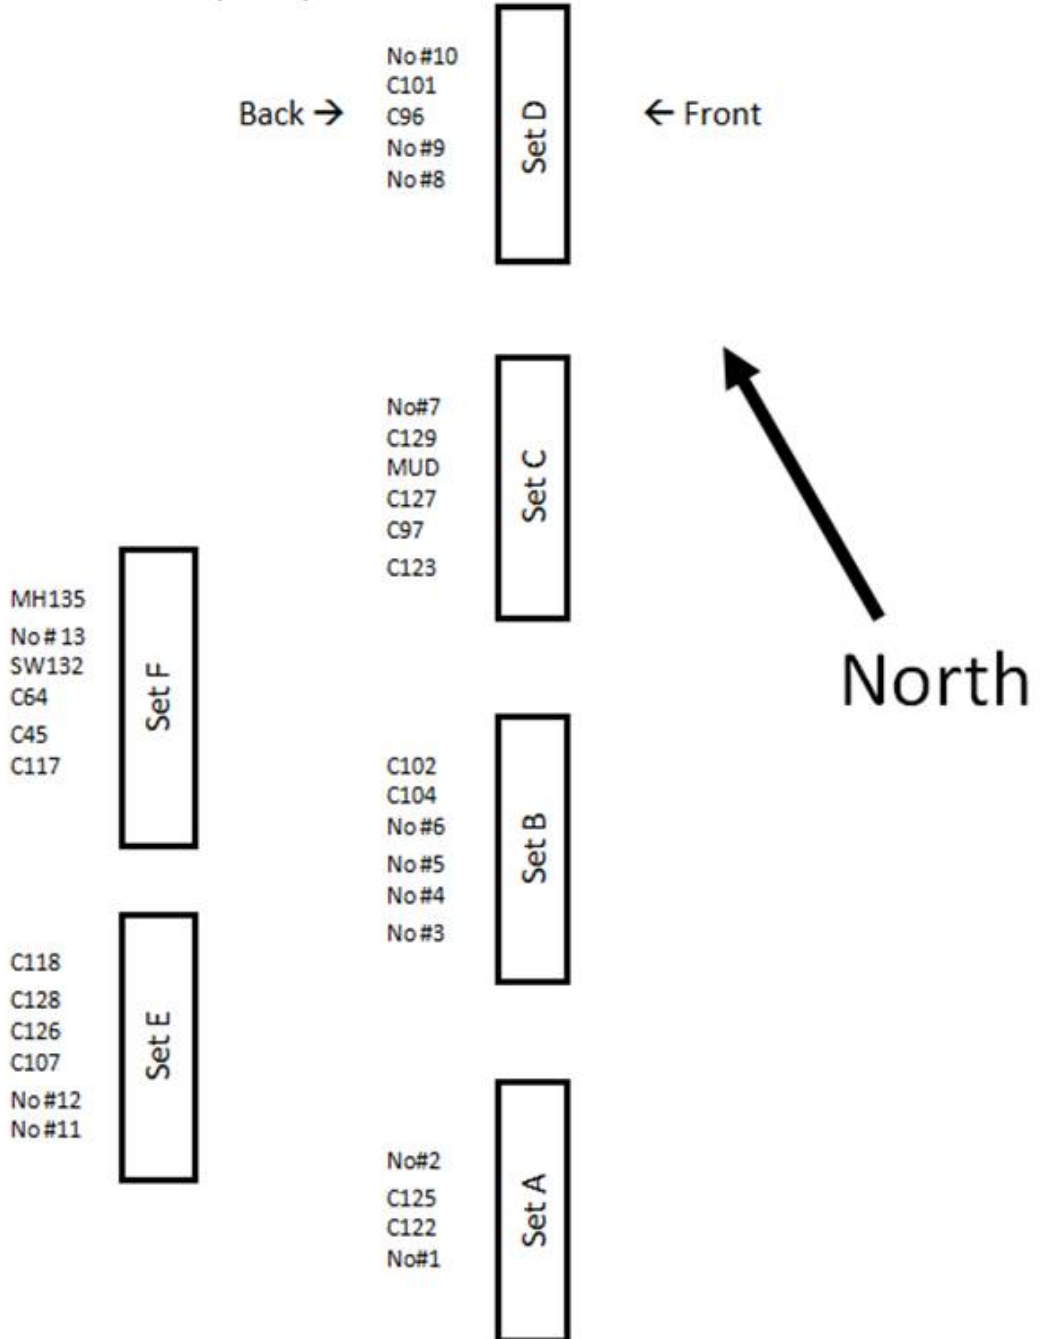 No #10
C101
Back → C96 ← Front
No #9
No #8
Set D
No#7
C129
MUD
C127
C97
C123
Set C
North
MH135
No # 13
SW132
C64
C45
C117
Set F
C102
C104
No #6
No #5
No #4
No #3
Set B
C118
C128
C126
C107
No #12
No #11
Set E
No#2
C125
C122
No#1
Set A